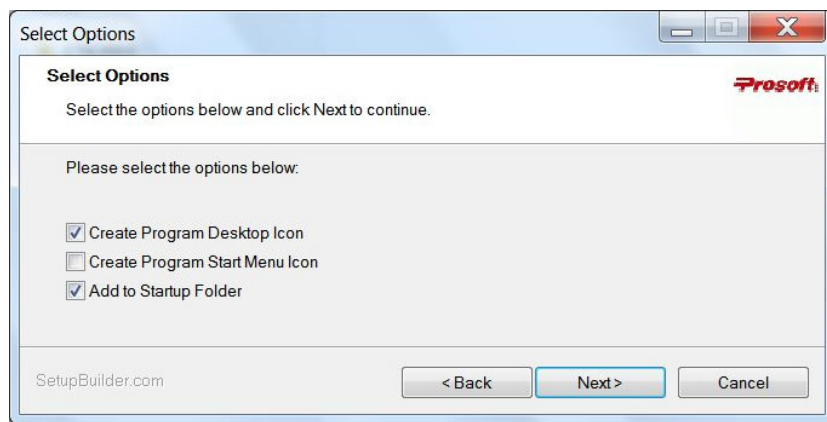 Select Options
Select Options
Prosoft
Select the options below and click Next to continue.
Please select the options below:
Create Program Desktop Icon
Create Program Start Menu Icon
Add to Startup Folder
SetupBuilder.com
< Back
Next >
Cancel